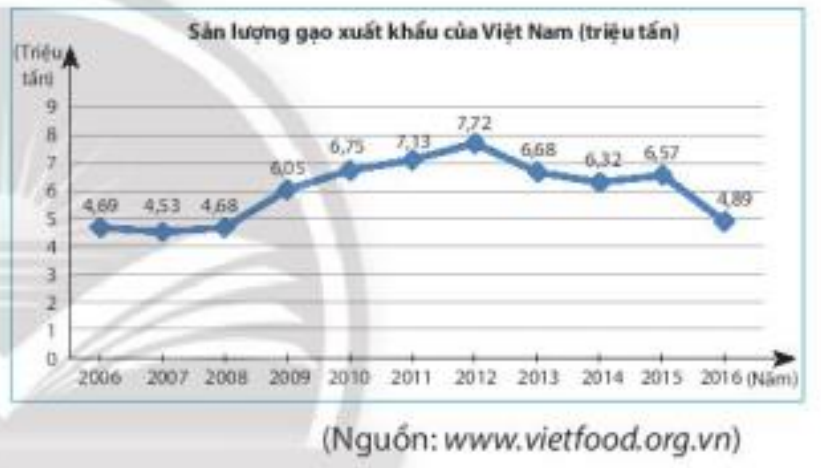 Sản lượng gạo xuất khẩu của Việt Nam (triệu tấn)
(Triệu
tấn)
9
8
7
6
5
4
3
2
1
0
4,69 4,53 4,68 6,05 6,75 7,13 7,72 6,68 6,32 6,57 4,89
2006 2007 2008 2009 2010 2011 2012 2013 2014 2015 2016 (Năm)
(Nguồn: www.vietfood.org.vn)